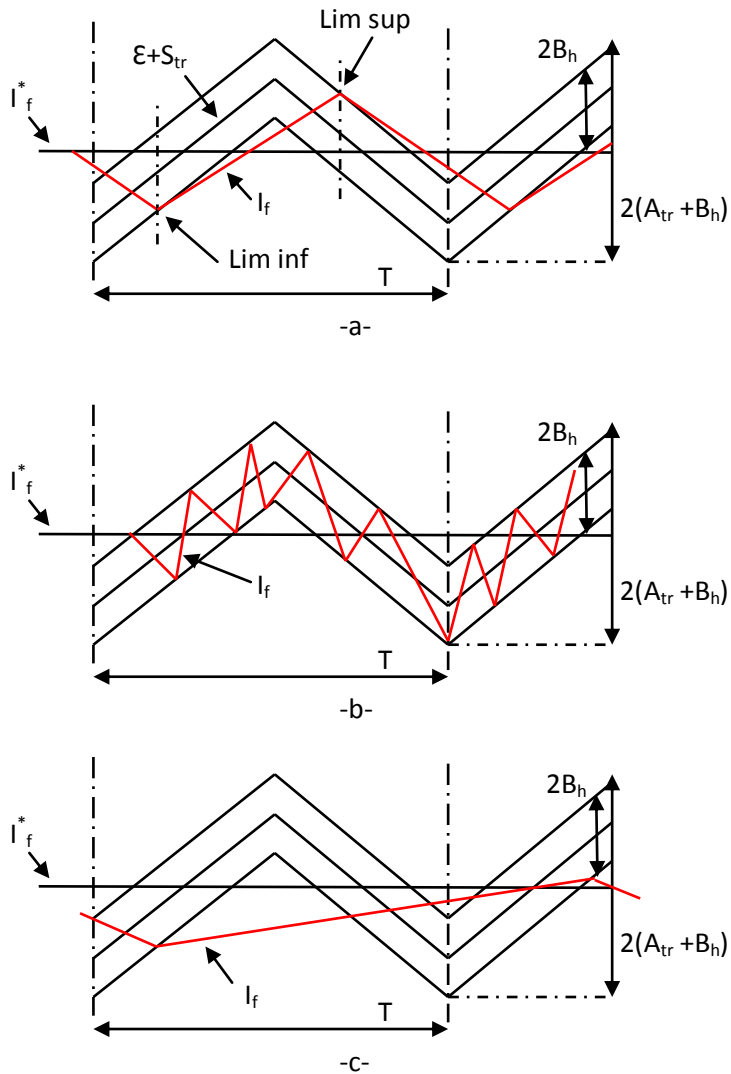 Lim sup
Ɛ+Sₜᵣ
2Bₕ
I*f
If
Lim inf
2(Aₜᵣ +Bₕ)
T
-a-
2Bₕ
I*f
If
2(Aₜᵣ +Bₕ)
T
-b-
2Bₕ
I*f
2(Aₜᵣ +Bₕ)
If
T
-c-